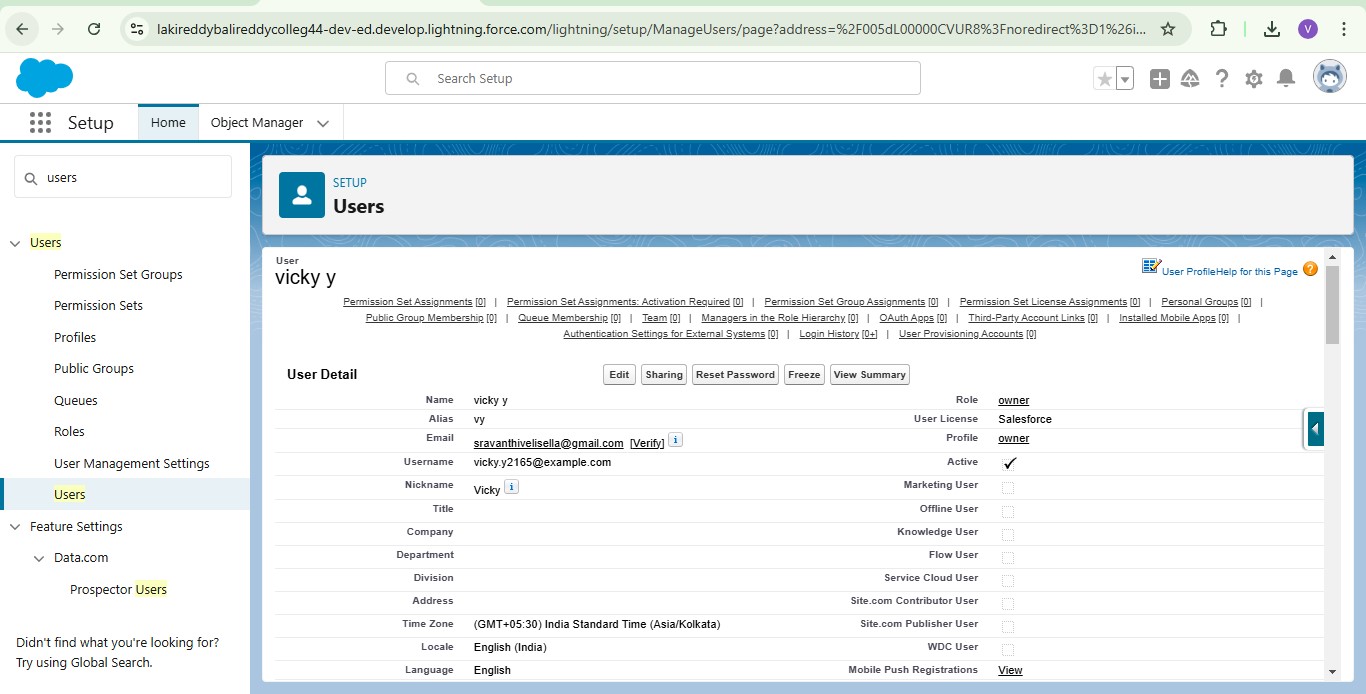 lakireddybalireddycolleg44-dev-ed.develop.lightning.force.com/lightning/setup/ManageUsers/page?address=%2F005dL00000CVUR8%3Fnoredirect%3D1%26i...
V
Search Setup
Setup
Home
Object Manager
users
Users
Permission Set Groups
Permission Sets
Profiles
Public Groups
Queues
Roles
User Management Settings
Users
Feature Settings
Data.com
Prospector Users
Didn't find what you're looking for?
Try using Global Search.
SETUP
Users
User
vicky y
User ProfileHelp for this Page ?
Permission Set Assignments [0] | Permission Set Assignments: Activation Required [0] | Permission Set Group Assignments [0] | Permission Set License Assignments [0] | Personal Groups [0] |
Public Group Membership [0] | Queue Membership [0] | Team [0] | Managers in the Role Hierarchy [0] | OAuth Apps [0] | Third-Party Account Links [0] | Installed Mobile Apps [0] |
Authentication Settings for External Systems [0] | Login History [0+] | User Provisioning Accounts [0]
User Detail
Edit Sharing Reset Password Freeze View Summary
Name vicky y Role owner
Alias vy User License Salesforce
Email sravanthivelisella@gmail.com [Verify] i Profile owner
Username vicky.y2165@example.com Active ✓
Nickname Vicky i Marketing User
Title Offline User
Company Knowledge User
Department Flow User
Division Service Cloud User
Address Site.com Contributor User
Time Zone (GMT+05:30) India Standard Time (Asia/Kolkata) Site.com Publisher User
Locale English (India) WDC User
Language English Mobile Push Registrations View